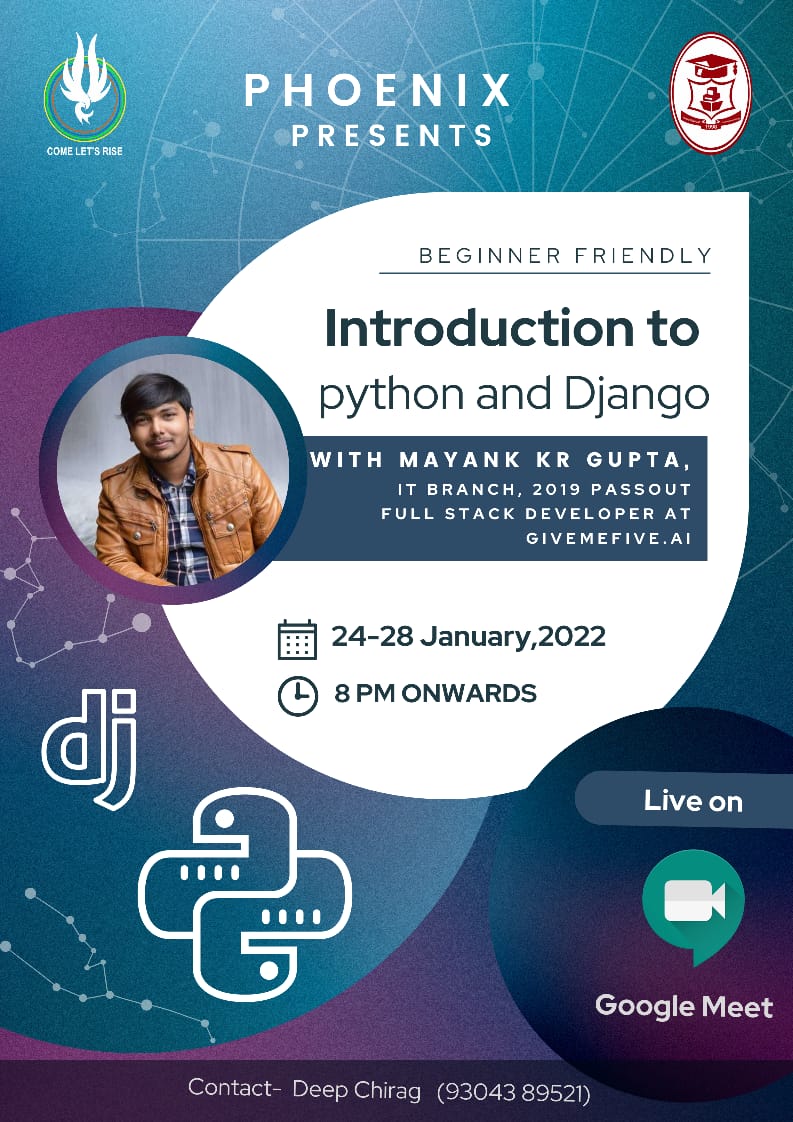 COME LET'S RISE
PHOENIX
PRESENTS
1998
BEGINNER FRIENDLY
Introduction to
python and Django
WITH MAYANK KR GUPTA,
IT BRANCH, 2019 PASSOUT
FULL STACK DEVELOPER AT
GIVEMEFIVE.AI
24-28 January,2022
8 PM ONWARDS
dj
Live on
Google Meet
Contact- Deep Chirag (93043 89521)